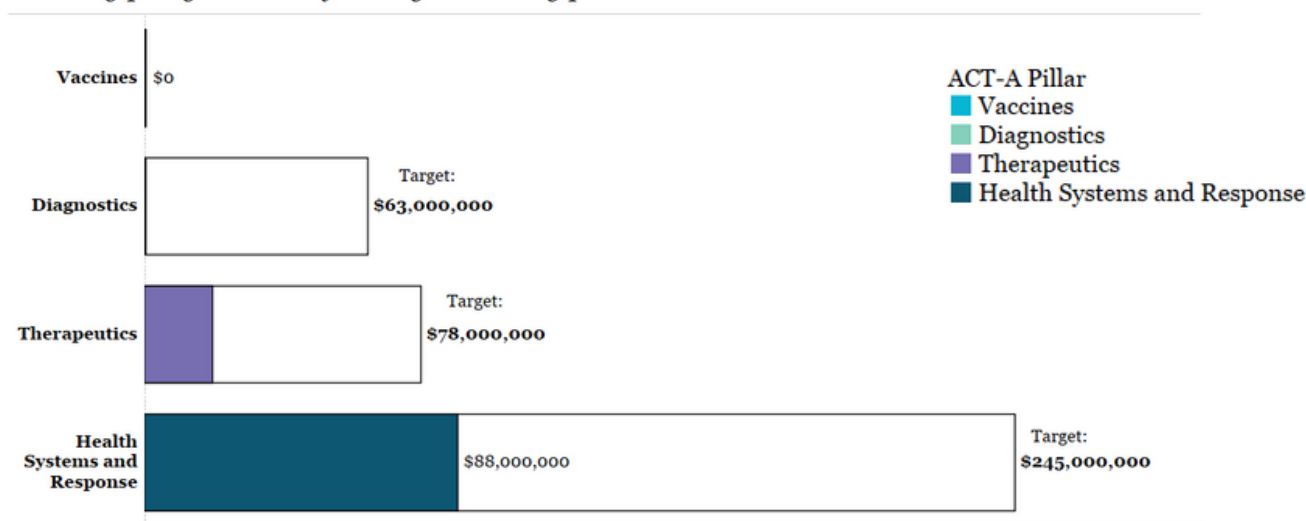 Vaccines $0
Diagnostics
Target:
$63,000,000
Therapeutics
Target:
$78,000,000
Health
Systems and
Response
$88,000,000
Target:
$245,000,000
ACT-A Pillar
Vaccines
Diagnostics
Therapeutics
Health Systems and Response